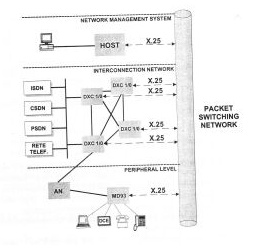 NETWORK MANAGEMENT SYSTEM
HOST
X.25
INTERCONNECTION NETWORK
ISDN
CSDN
PSDN
RETE
TELEF.
DXC 1/0
DXC 1/0
DXC 1/0
DXC 1/0
X.25
X.25
X.25
X.25
PACKET
SWITCHING
NETWORK
PERIPHERAL LEVEL
AN
MD93
X.25
DCE